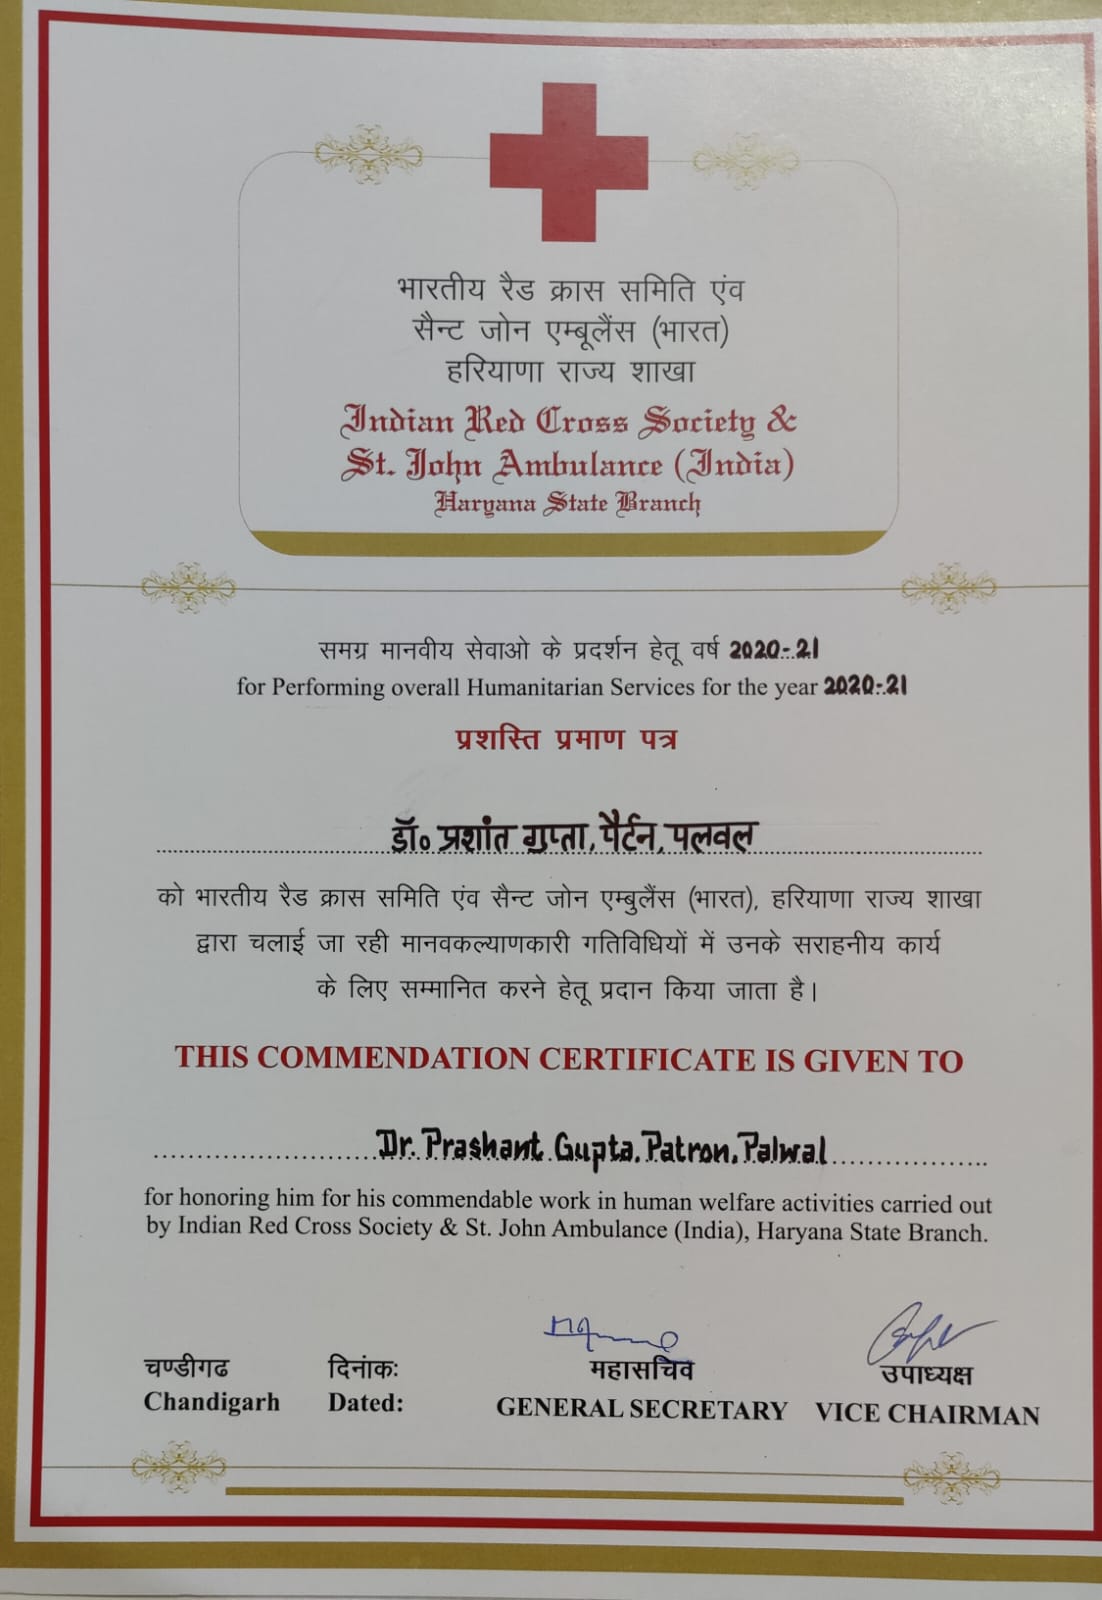 भारतीय रैड क्रास समिति एंव
सैन्ट जोन एम्बूलैंस (भारत)
हरियाणा राज्य शाखा
Indian Red Cross Society &
St. John Ambulance (India)
Haryana State Branch
समग्र मानवीय सेवाओ के प्रदर्शन हेतू वर्ष 2020-21
for Performing overall Humanitarian Services for the year 2020-21
प्रशस्ति प्रमाण पत्र
डॉ॰ प्रशांत गुप्ता, पैर्टन, पलवल
को भारतीय रैड क्रास समिति एंव सैन्ट जोन एम्बुलैंस (भारत), हरियाणा राज्य शाखा
द्वारा चलाई जा रही मानवकल्याणकारी गतिविधियों में उनके सराहनीय कार्य
के लिए सम्मानित करने हेतू प्रदान किया जाता है।
THIS COMMENDATION CERTIFICATE IS GIVEN TO
Dr. Prashant Gupta, Patron, Palwal
for honoring him for his commendable work in human welfare activities carried out
by Indian Red Cross Society & St. John Ambulance (India), Haryana State Branch.
चण्डीगढ दिनांकः महासचिव उपाध्यक्ष
Chandigarh Dated: GENERAL SECRETARY VICE CHAIRMAN